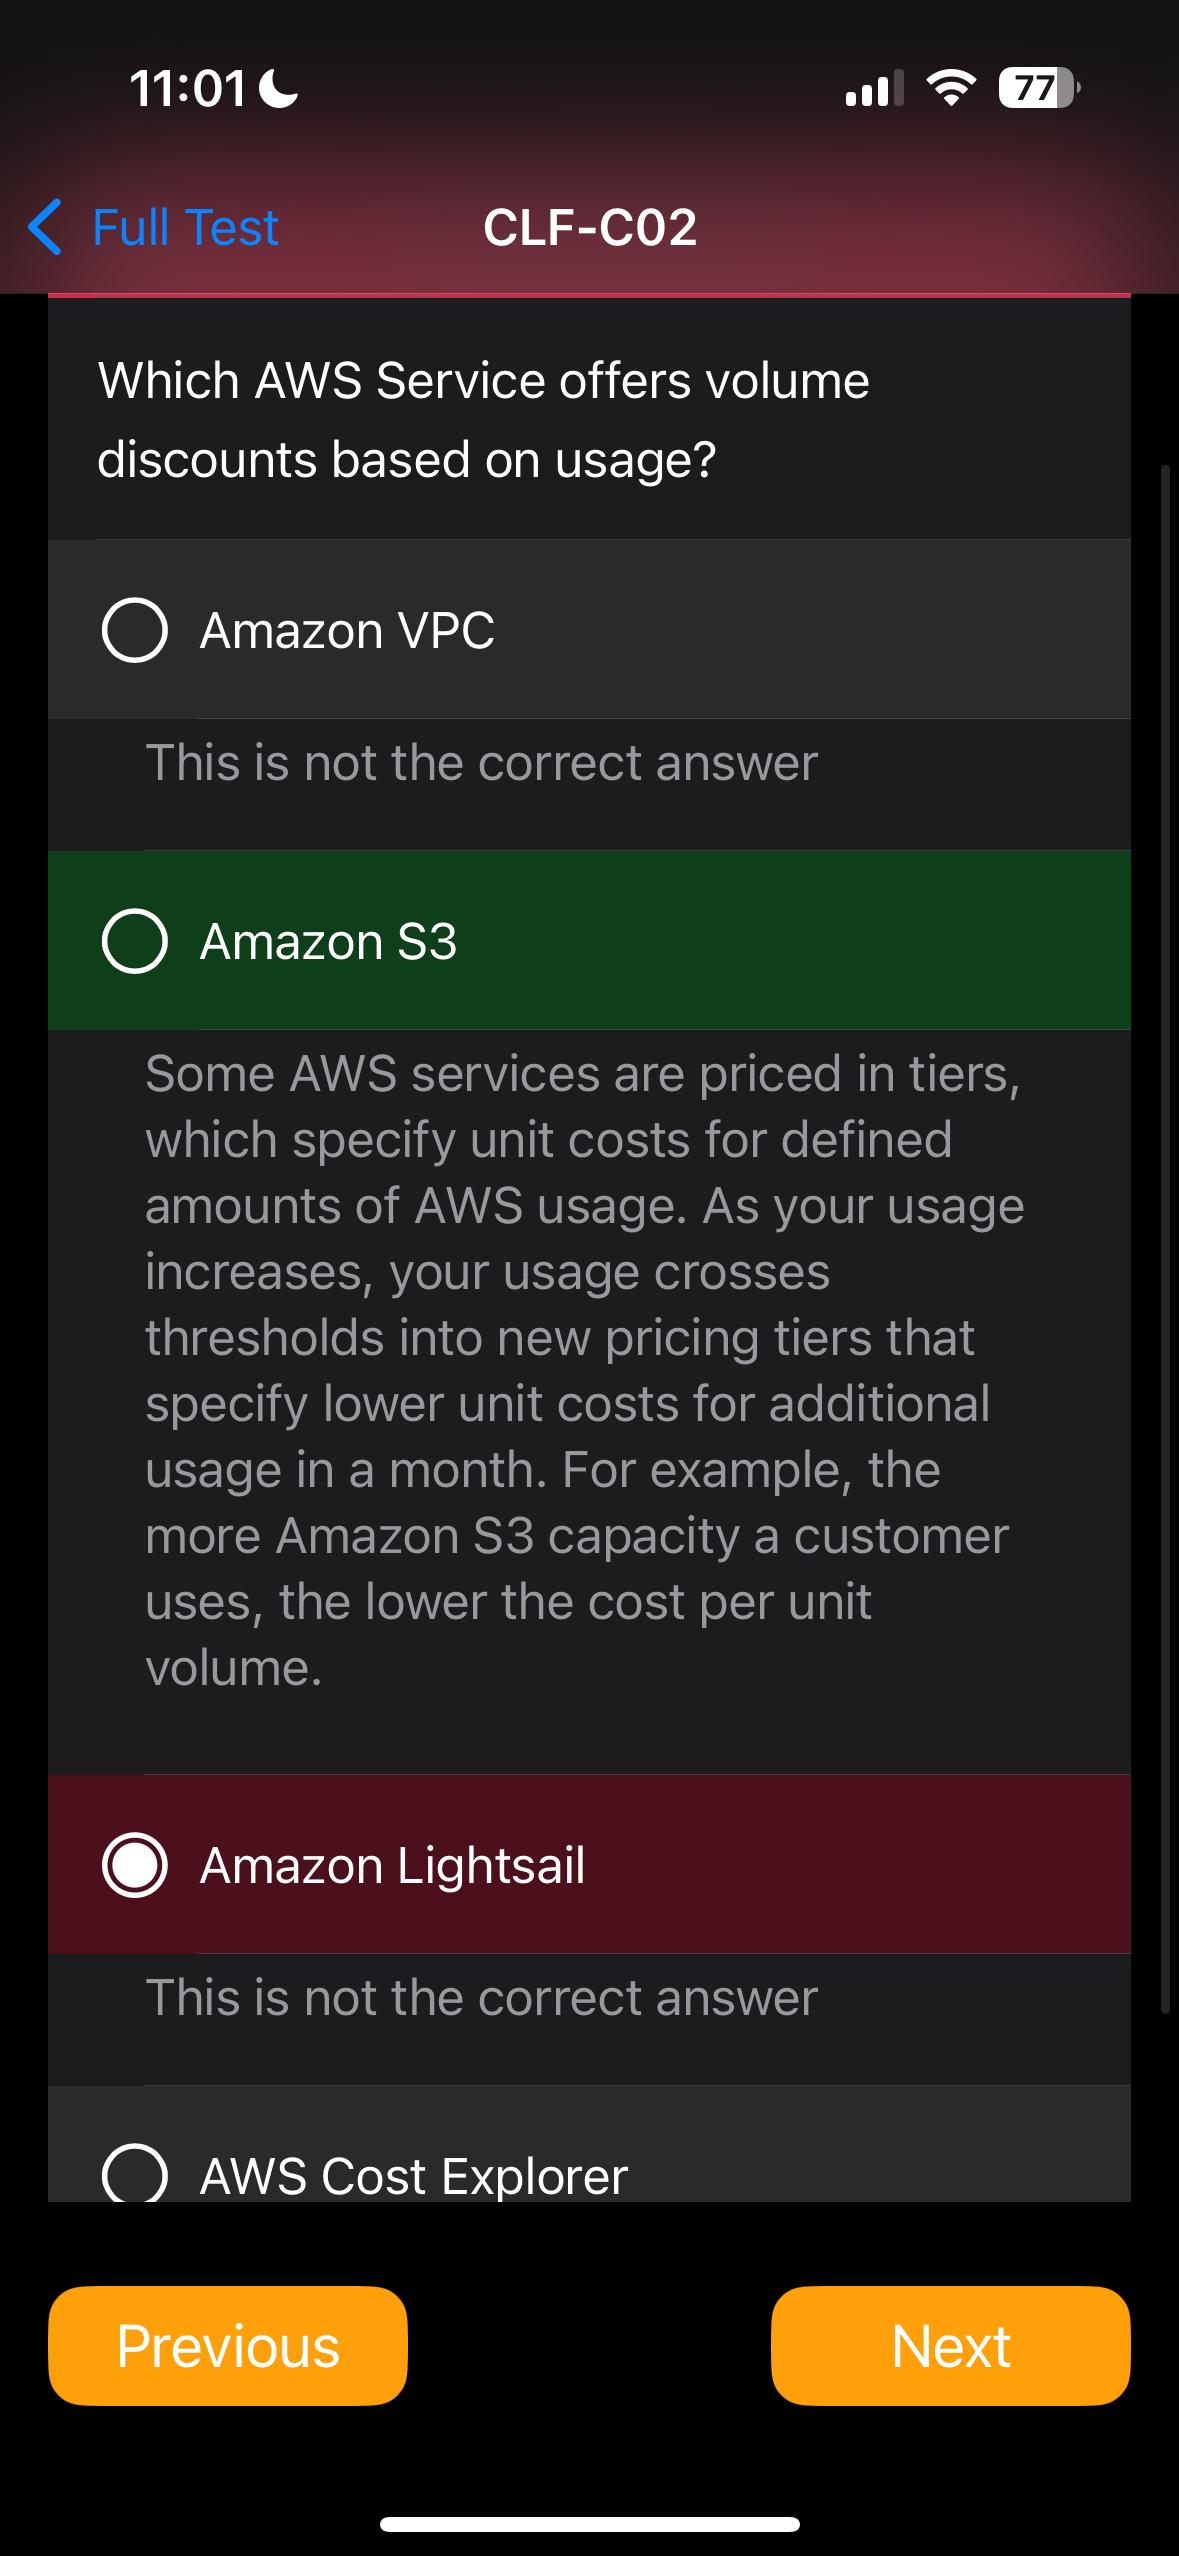 11:01
77
Full Test
CLF-C02
Which AWS Service offers volume
discounts based on usage?
Amazon VPC
This is not the correct answer
Amazon S3
Some AWS services are priced in tiers,
which specify unit costs for defined
amounts of AWS usage. As your usage
increases, your usage crosses
thresholds into new pricing tiers that
specify lower unit costs for additional
usage in a month. For example, the
more Amazon S3 capacity a customer
uses, the lower the cost per unit
volume.
Amazon Lightsail
This is not the correct answer
AWS Cost Explorer
Previous
Next